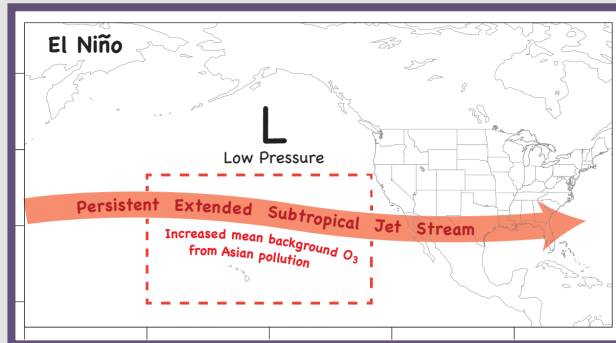 El Niño
L
Low Pressure
Persistent Extended Subtropical Jet Stream
Increased mean background O₃
from Asian pollution